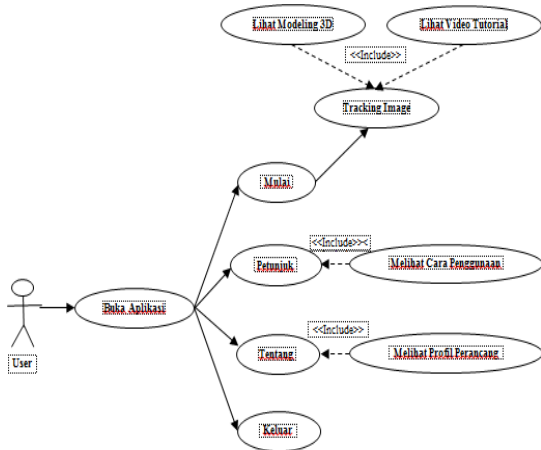 Lihat Modeling 3D
Lihat Video Tutorial
<<Include>>
Tracking Image
Mulai
<<Include>><
Petunjuk
Melihat Cara Penggunaan
Buka Aplikasi
<<Include>>
User
Tentang
Melihat Profil Perancang
Keluar